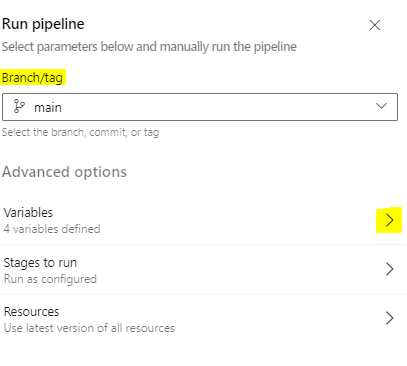 Run pipeline
Select parameters below and manually run the pipeline
Branch/tag
main
Select the branch, commit, or tag
Advanced options
Variables
4 variables defined
Stages to run
Run as configured
Resources
Use latest version of all resources